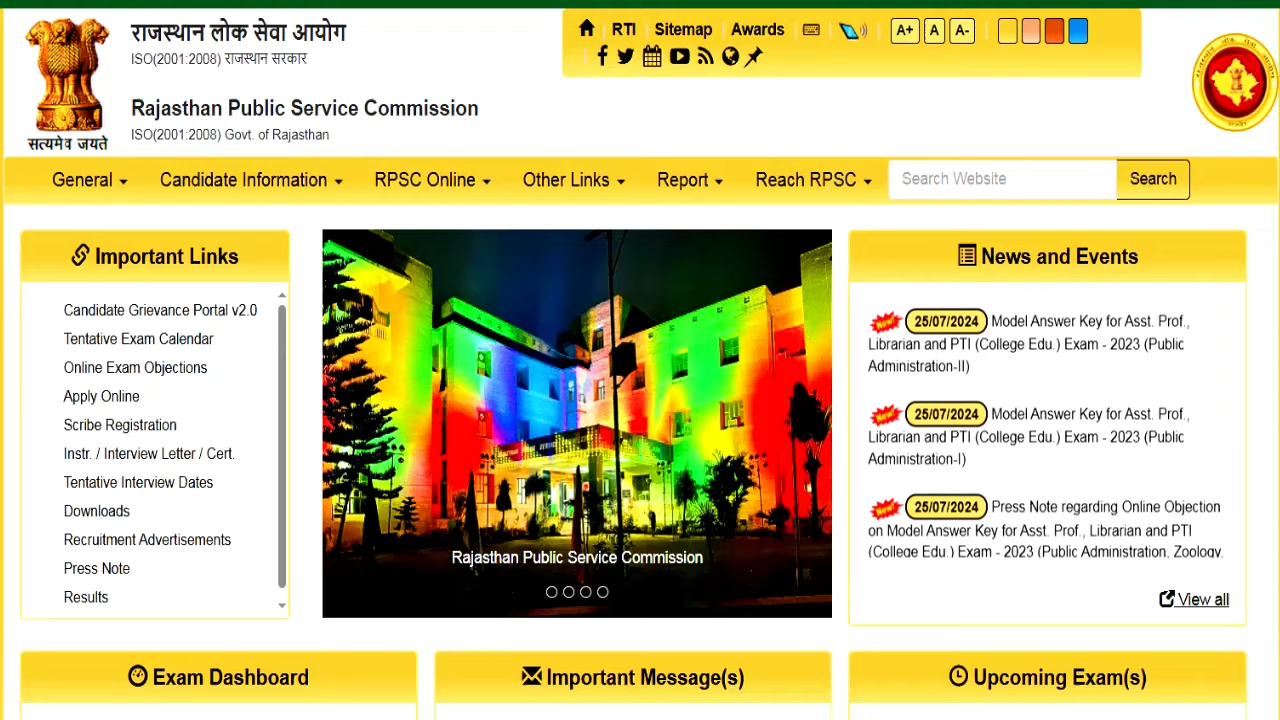 राजस्थान लोक सेवा आयोग
ISO(2001:2008) राजस्थान सरकार
Rajasthan Public Service Commission
ISO(2001:2008) Govt. of Rajasthan
सत्यमेव जयते
RTI Sitemap Awards A+ A A-
General Candidate Information RPSC Online Other Links Report Reach RPSC Search Website Search
Important Links
Candidate Grievance Portal v2.0
Tentative Exam Calendar
Online Exam Objections
Apply Online
Scribe Registration
Instr. / Interview Letter / Cert.
Tentative Interview Dates
Downloads
Recruitment Advertisements
Press Note
Results
Rajasthan Public Service Commission
News and Events
New! 25/07/2024 Model Answer Key for Asst. Prof.,
Librarian and PTI (College Edu.) Exam - 2023 (Public
Administration-II)
New! 25/07/2024 Model Answer Key for Asst. Prof.,
Librarian and PTI (College Edu.) Exam - 2023 (Public
Administration-I)
New! 25/07/2024 Press Note regarding Online Objection
on Model Answer Key for Asst. Prof., Librarian and PTI
(College Edu.) Exam - 2023 (Public Administration, Zoology,
View all
Exam Dashboard
Important Message(s)
Upcoming Exam(s)